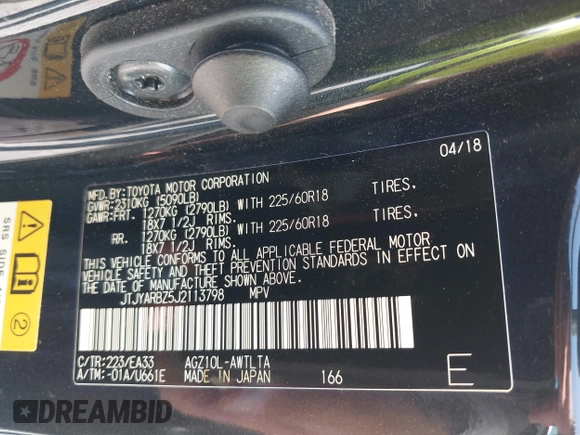 04/18
MFD.BY:TOYOTA MOTOR CORPORATION
GVWR:2310KG (5090LB)
GAWR:FRT. 1270KG (2790LB) WITH 225/60R18 TIRES,
18X7 1/2J RIMS.
RR. 1270KG (2790LB) WITH 225/60R18 TIRES,
18X7 1/2J RIMS.
THIS VEHICLE CONFORMS TO ALL APPLICABLE FEDERAL MOTOR
VEHICLE SAFETY AND THEFT PREVENTION STANDARDS IN EFFECT ON
THE DATE OF MANUFACTURE SHOWN ABOVE.
JTJYARBZ5J2113798 MPV
C/TR:223/EA33 AGZ10L-AWTLTA
A/TM:-01A/U661E MADE IN JAPAN 166 E
SRS SIDE
2
DREAMBID